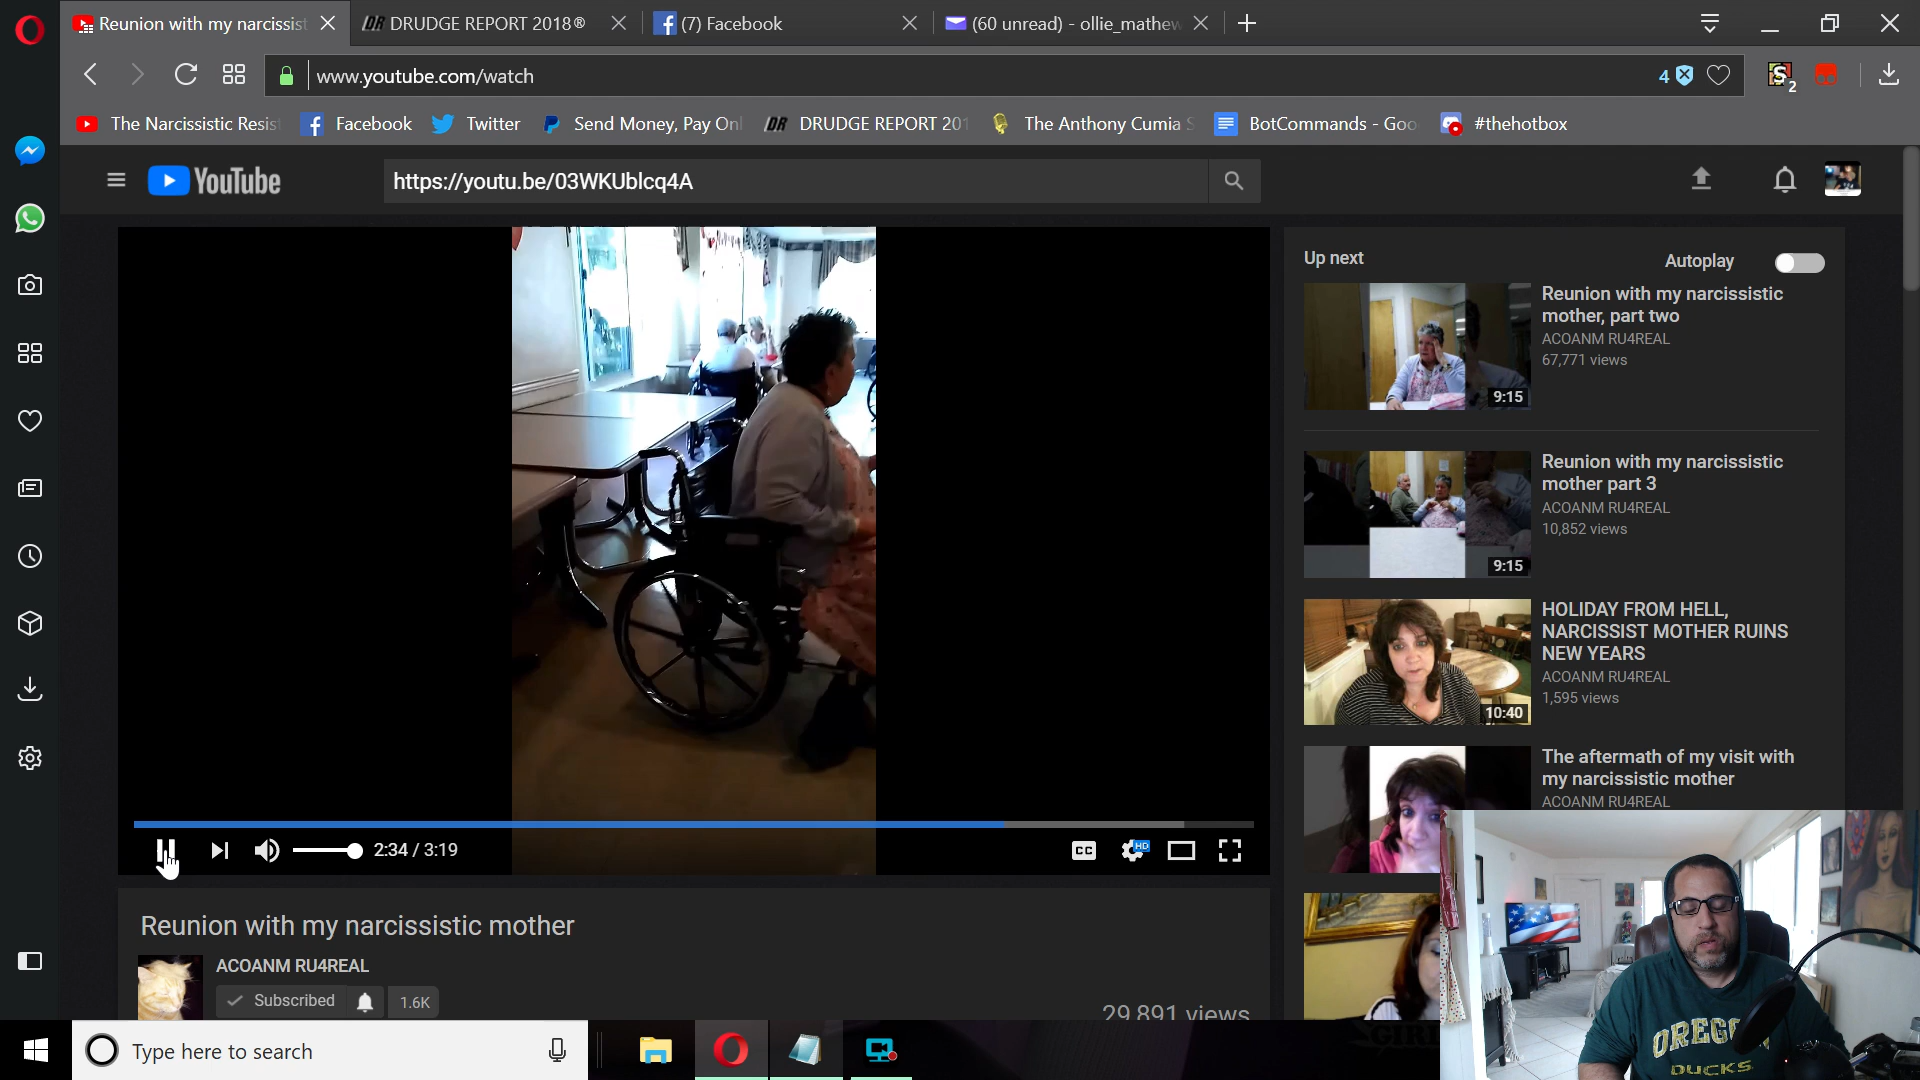 Reunion with my narcissist
DRUDGE REPORT 2018®
(7) Facebook
(60 unread) - ollie_mathew
www.youtube.com/watch
4
2
The Narcissistic Resis
Facebook
Twitter
Send Money, Pay Onl
DRUDGE REPORT 201
The Anthony Cumia S
BotCommands - Goo
#thehotbox
YouTube
https://youtu.be/03WKUblcq4A
Up next
Autoplay
Reunion with my narcissistic
mother, part two
ACOANM RU4REAL
67,771 views
9:15
Reunion with my narcissistic
mother part 3
ACOANM RU4REAL
10,852 views
9:15
HOLIDAY FROM HELL,
NARCISSIST MOTHER RUINS
NEW YEARS
ACOANM RU4REAL
1,595 views
10:40
The aftermath of my visit with
my narcissistic mother
ACOANM RU4REAL
2:34 / 3:19
CC
HD
Reunion with my narcissistic mother
ACOANM RU4REAL
Subscribed
1.6K
29,891 views
Type here to search
DUCKS